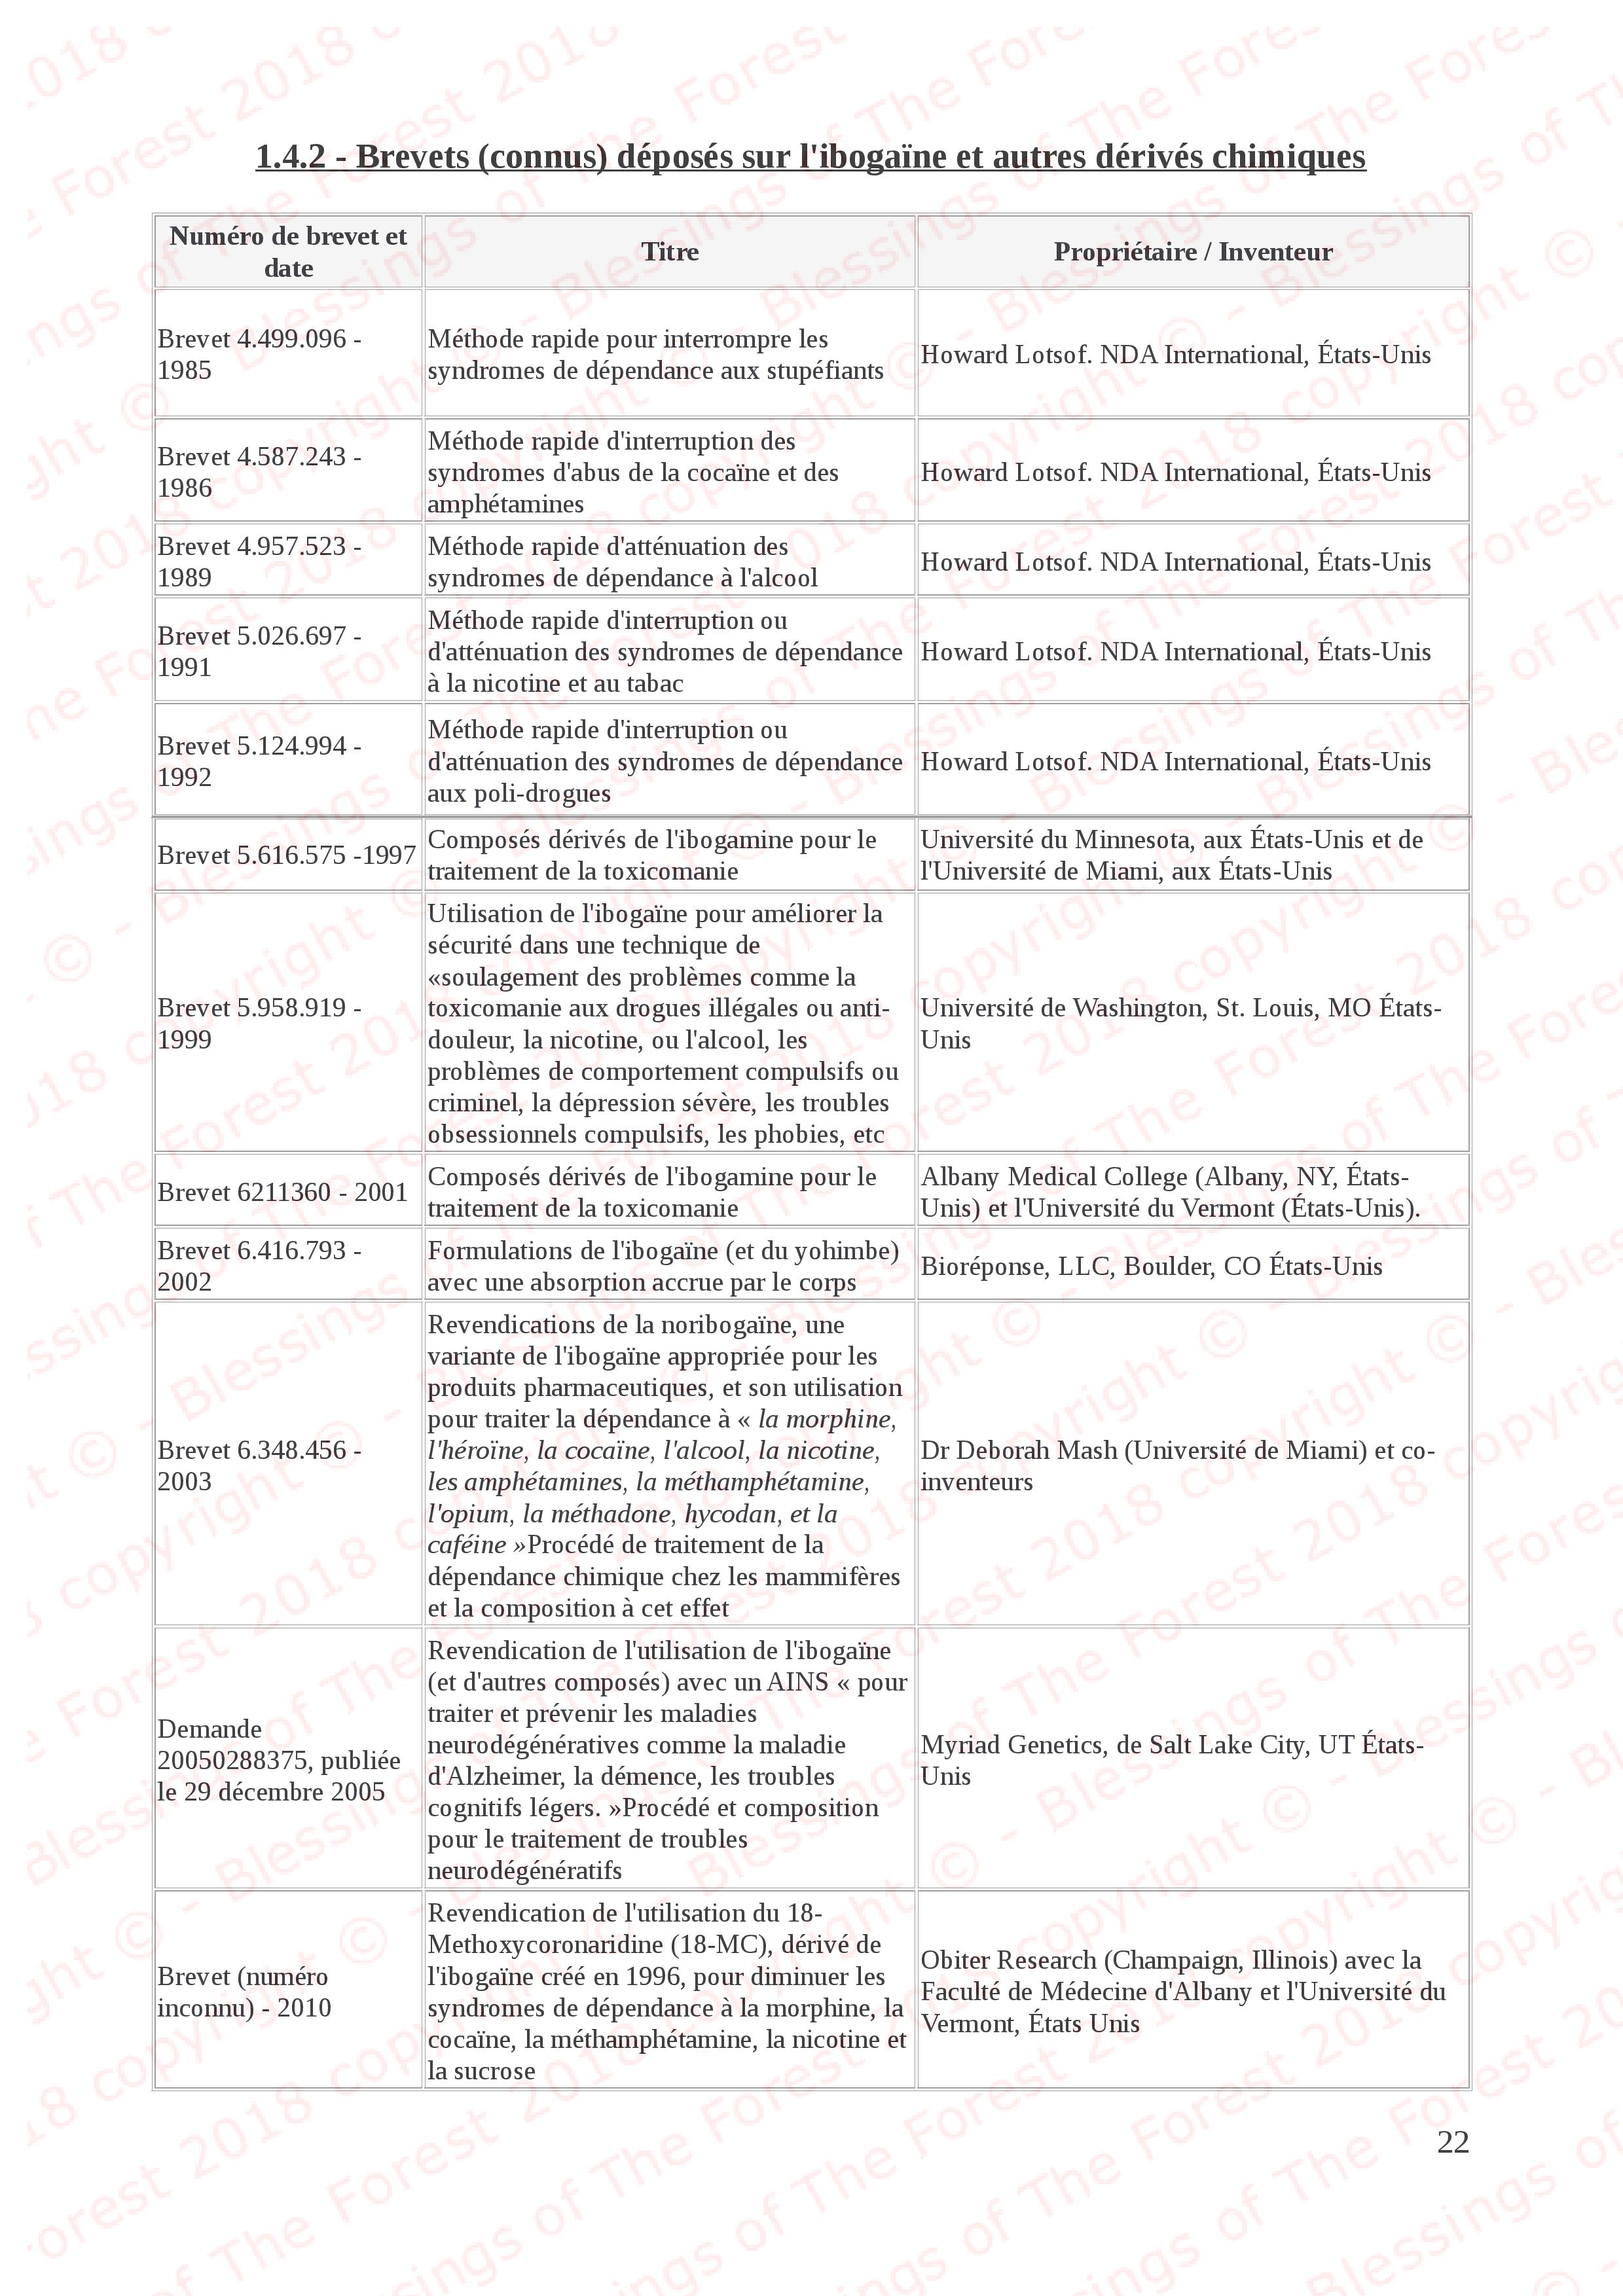 1.4.2 - Brevets (connus) déposés sur l'ibogaïne et autres dérivés chimiques
Numéro de brevet et
date
Titre
Propriétaire / Inventeur
Brevet 4.499.096 -
1985
Méthode rapide pour interrompre les
syndromes de dépendance aux stupéfiants
Howard Lotsof. NDA International, États-Unis
Brevet 4.587.243 -
1986
Méthode rapide d'interruption des
syndromes d'abus de la cocaïne et des
amphétamines
Howard Lotsof. NDA International, États-Unis
Brevet 4.957.523 -
1989
Méthode rapide d'atténuation des
syndromes de dépendance à l'alcool
Howard Lotsof. NDA International, États-Unis
Brevet 5.026.697 -
1991
Méthode rapide d'interruption ou
d'atténuation des syndromes de dépendance
à la nicotine et au tabac
Howard Lotsof. NDA International, États-Unis
Brevet 5.124.994 -
1992
Méthode rapide d'interruption ou
d'atténuation des syndromes de dépendance
aux poli-drogues
Howard Lotsof. NDA International, États-Unis
Brevet 5.616.575 -1997
Composés dérivés de l'ibogamine pour le
traitement de la toxicomanie
Université du Minnesota, aux États-Unis et de
l'Université de Miami, aux États-Unis
Brevet 5.958.919 -
1999
Utilisation de l'ibogaïne pour améliorer la
sécurité dans une technique de
«soulagement des problèmes comme la
toxicomanie aux drogues illégales ou anti-
douleur, la nicotine, ou l'alcool, les
problèmes de comportement compulsifs ou
criminel, la dépression sévère, les troubles
obsessionnels compulsifs, les phobies, etc
Université de Washington, St. Louis, MO États-
Unis
Brevet 6211360 - 2001
Composés dérivés de l'ibogamine pour le
traitement de la toxicomanie
Albany Medical College (Albany, NY, États-
Unis) et l'Université du Vermont (États-Unis).
Brevet 6.416.793 -
2002
Formulations de l'ibogaïne (et du yohimbe)
avec une absorption accrue par le corps
Bioréponse, LLC, Boulder, CO États-Unis
Brevet 6.348.456 -
2003
Revendications de la noribogaïne, une
variante de l'ibogaïne appropriée pour les
produits pharmaceutiques, et son utilisation
pour traiter la dépendance à « la morphine,
l'héroïne, la cocaïne, l'alcool, la nicotine,
les amphétamines, la méthamphétamine,
l'opium, la méthadone, hycodan, et la
caféine »Procédé de traitement de la
dépendance chimique chez les mammifères
et la composition à cet effet
Dr Deborah Mash (Université de Miami) et co-
inventeurs
Demande
20050288375, publiée
le 29 décembre 2005
Revendication de l'utilisation de l'ibogaïne
(et d'autres composés) avec un AINS « pour
traiter et prévenir les maladies
neurodégénératives comme la maladie
d'Alzheimer, la démence, les troubles
cognitifs légers. »Procédé et composition
pour le traitement de troubles
neurodégénératifs
Myriad Genetics, de Salt Lake City, UT États-
Unis
Brevet (numéro
inconnu) - 2010
Revendication de l'utilisation du 18-
Methoxycoronaridine (18-MC), dérivé de
l'ibogaïne créé en 1996, pour diminuer les
syndromes de dépendance à la morphine, la
cocaïne, la méthamphétamine, la nicotine et
la sucrose
Obiter Research (Champaign, Illinois) avec la
Faculté de Médecine d'Albany et l'Université du
Vermont, États Unis
22